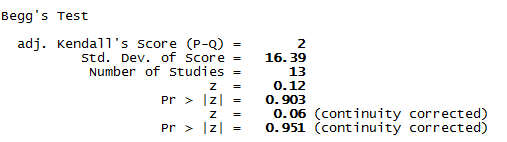 Begg's Test
adj. Kendall's Score (P-Q) = 2
Std. Dev. of Score = 16.39
Number of Studies = 13
z = 0.12
Pr > |z| = 0.903
z = 0.06 (continuity corrected)
Pr > |z| = 0.951 (continuity corrected)